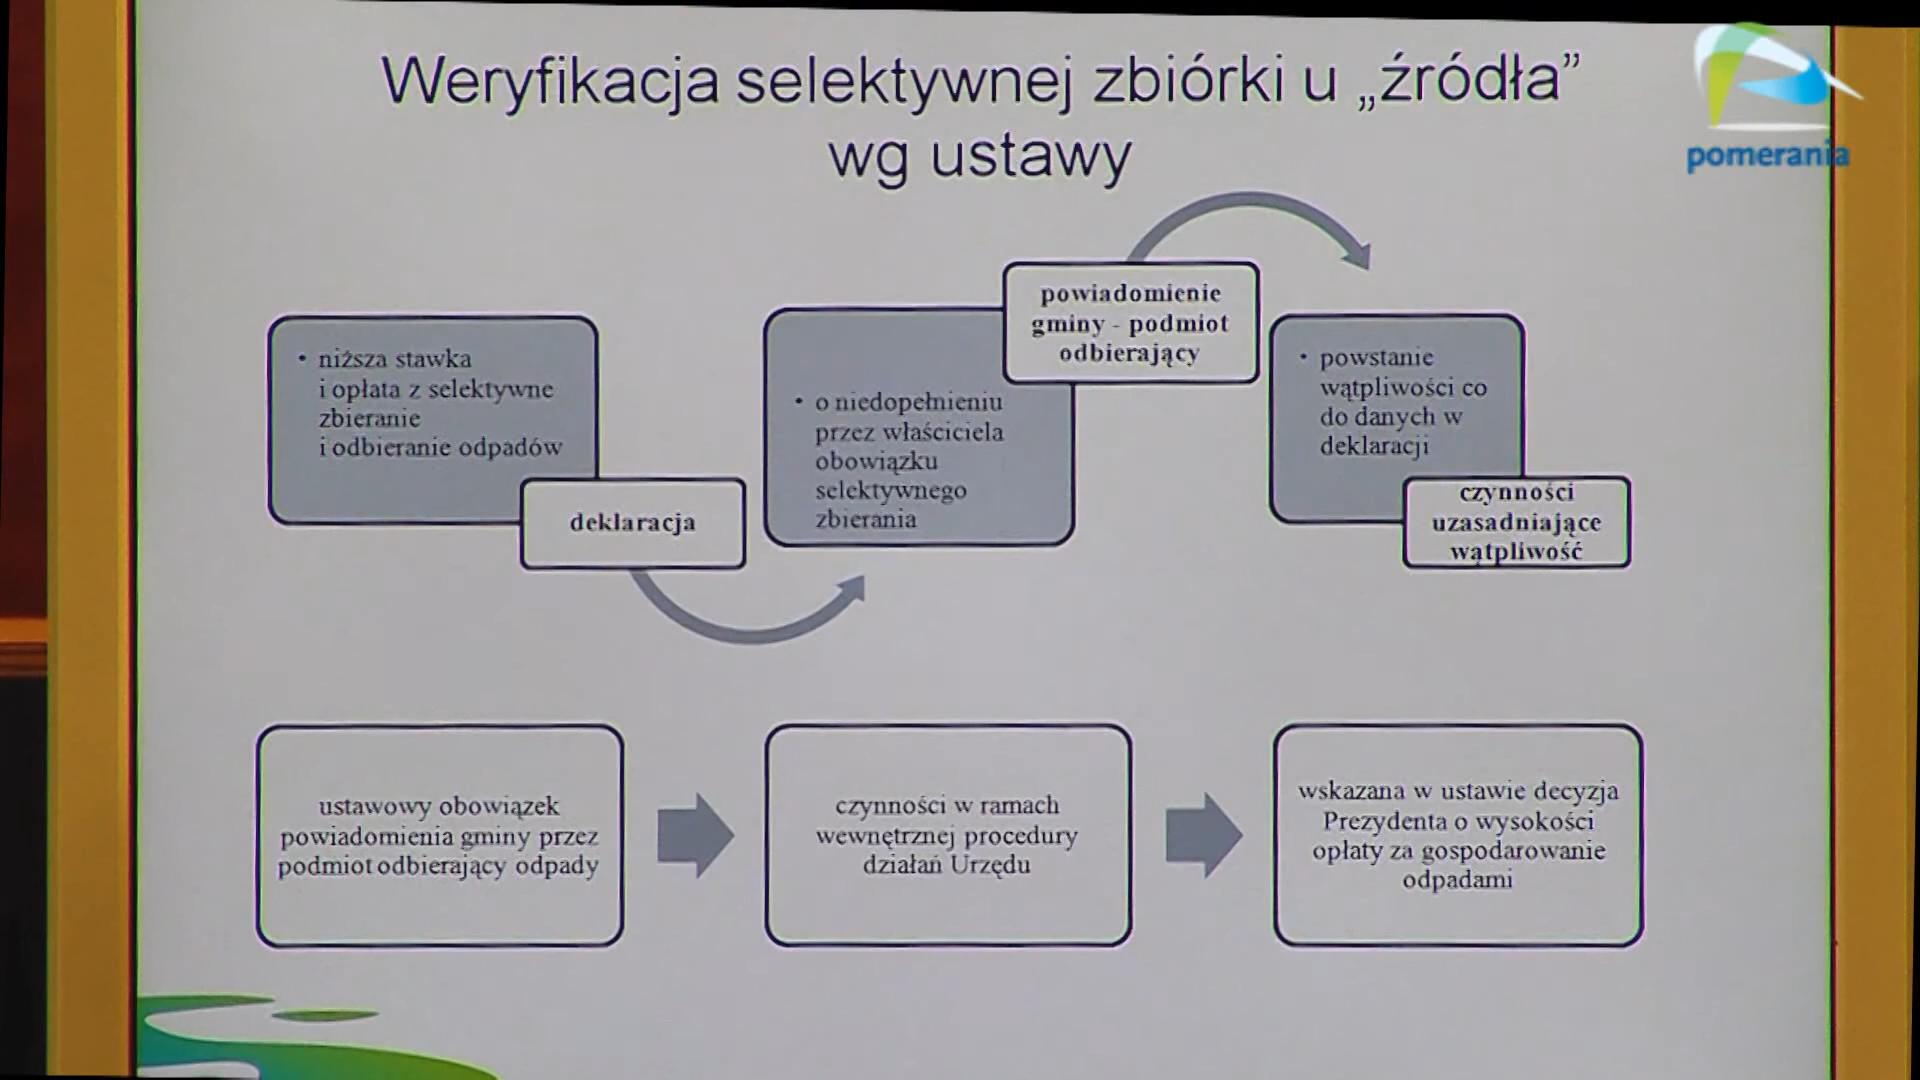 Weryfikacja selektywnej zbiórki u „źródła”
wg ustawy
pomerania
• niższa stawka
i opłata z selektywne
zbieranie
i odbieranie odpadów
deklaracja
powiadomienie
gminy - podmiot
odbierający
• o niedopełnieniu
przez właściciela
obowiązku
selektywnego
zbierania
• powstanie
wątpliwości co
do danych w
deklaracji
czynności
uzasadniające
wątpliwość
ustawowy obowiązek
powiadomienia gminy przez
podmiot odbierający odpady
czynności w ramach
wewnętrznej procedury
działań Urzędu
wskazana w ustawie decyzja
Prezydenta o wysokości
opłaty za gospodarowanie
odpadami